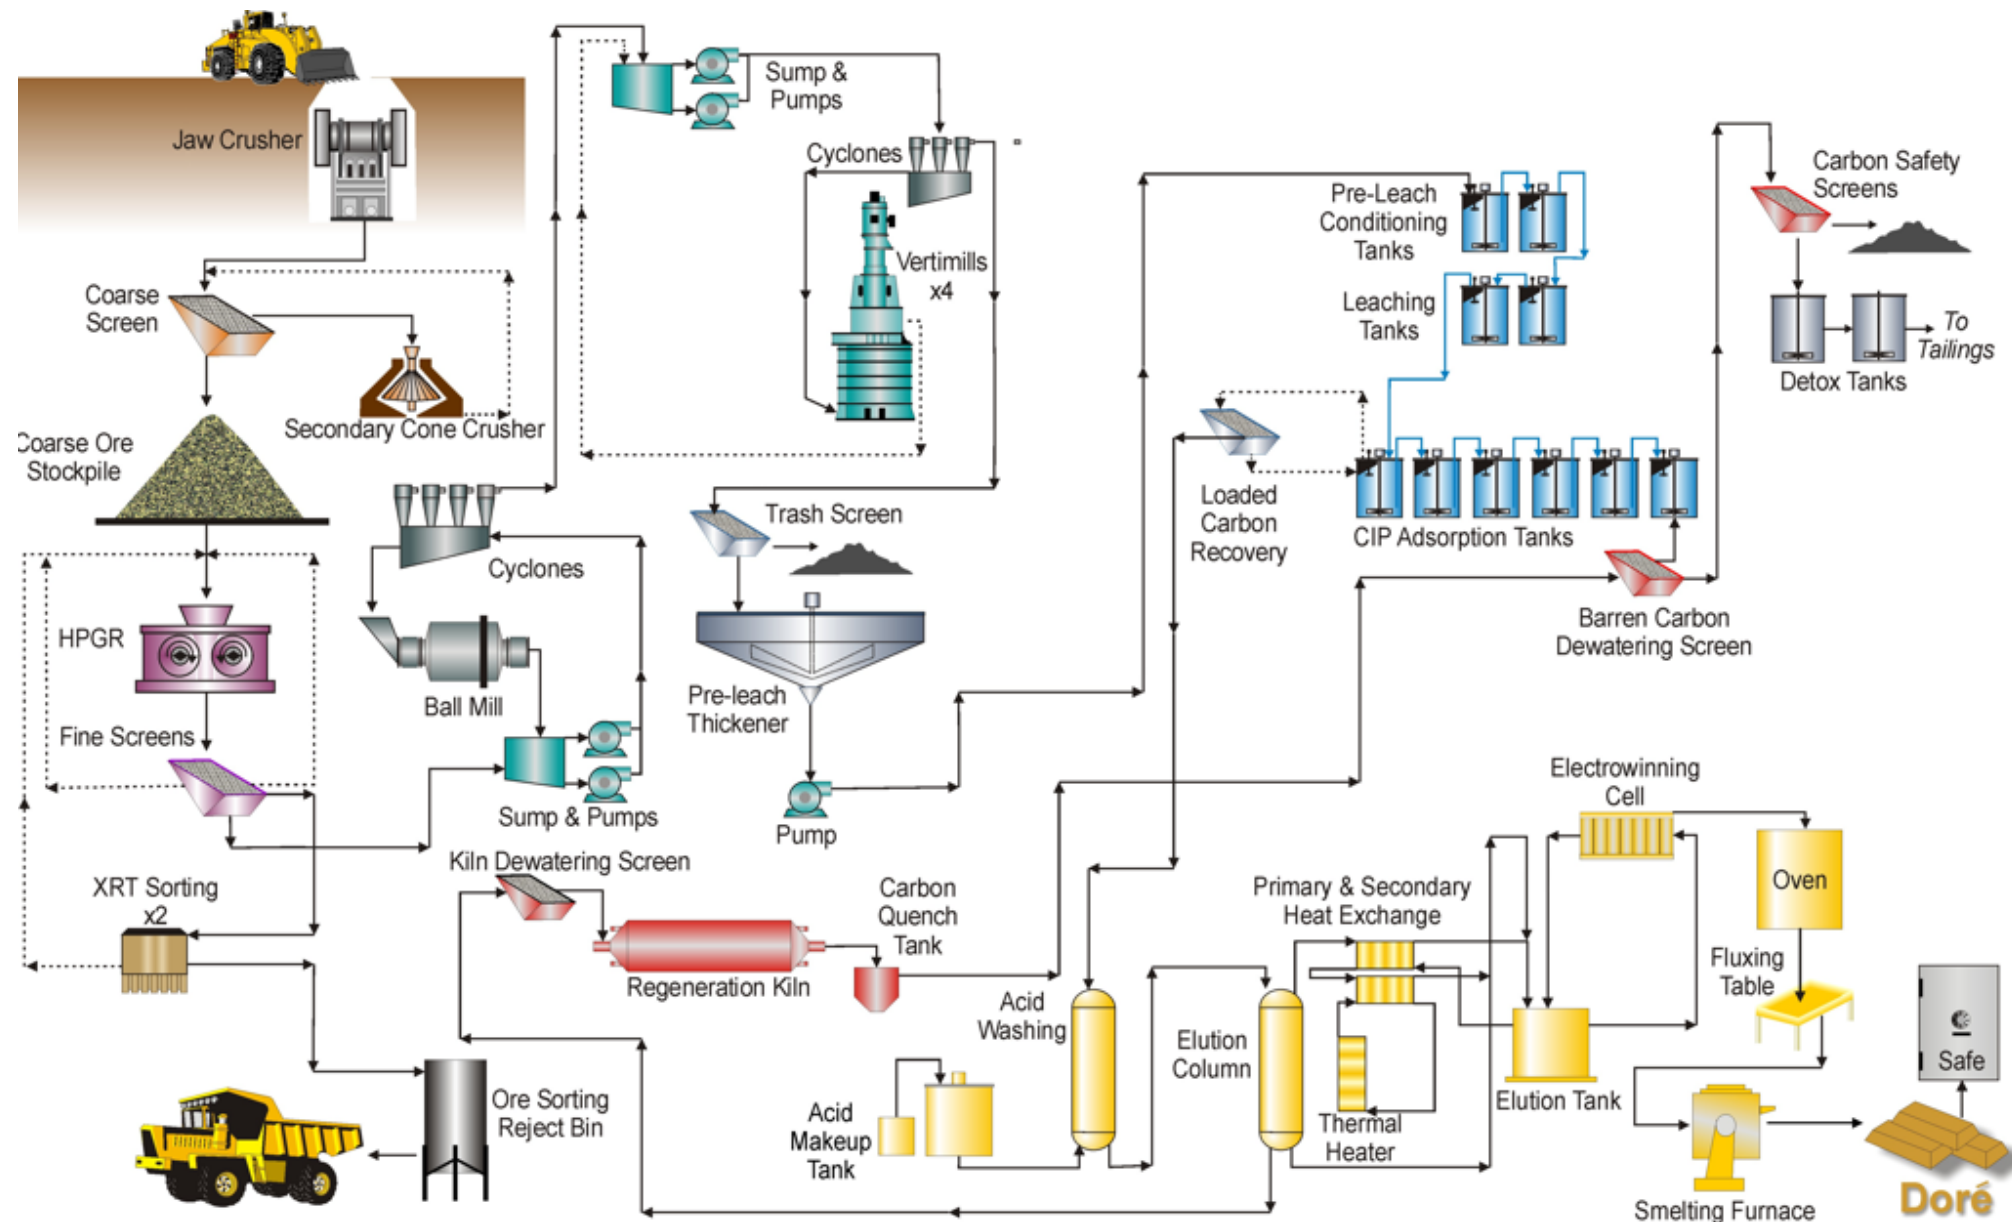 Jaw Crusher
Coarse
Screen
Secondary Cone Crusher
Coarse Ore
Stockpile
HPGR
Fine Screens
XRT Sorting
x2
Ore Sorting
Reject Bin
Cyclones
Ball Mill
Sump & Pumps
Sump &
Pumps
Cyclones
Vertimills
x4
Trash Screen
Pre-leach
Thickener
Pump
Kiln Dewatering Screen
Regeneration Kiln
Carbon
Quench
Tank
Acid
Makeup
Tank
Acid
Washing
Elution
Column
Primary & Secondary
Heat Exchange
Thermal
Heater
Elution Tank
Electrowinning
Cell
Oven
Fluxing
Table
Smelting Furnace
Safe
Doré
Pre-Leach
Conditioning
Tanks
Leaching
Tanks
Loaded
Carbon
Recovery
CIP Adsorption Tanks
Barren Carbon
Dewatering Screen
Carbon Safety
Screens
Detox Tanks
To
Tailings